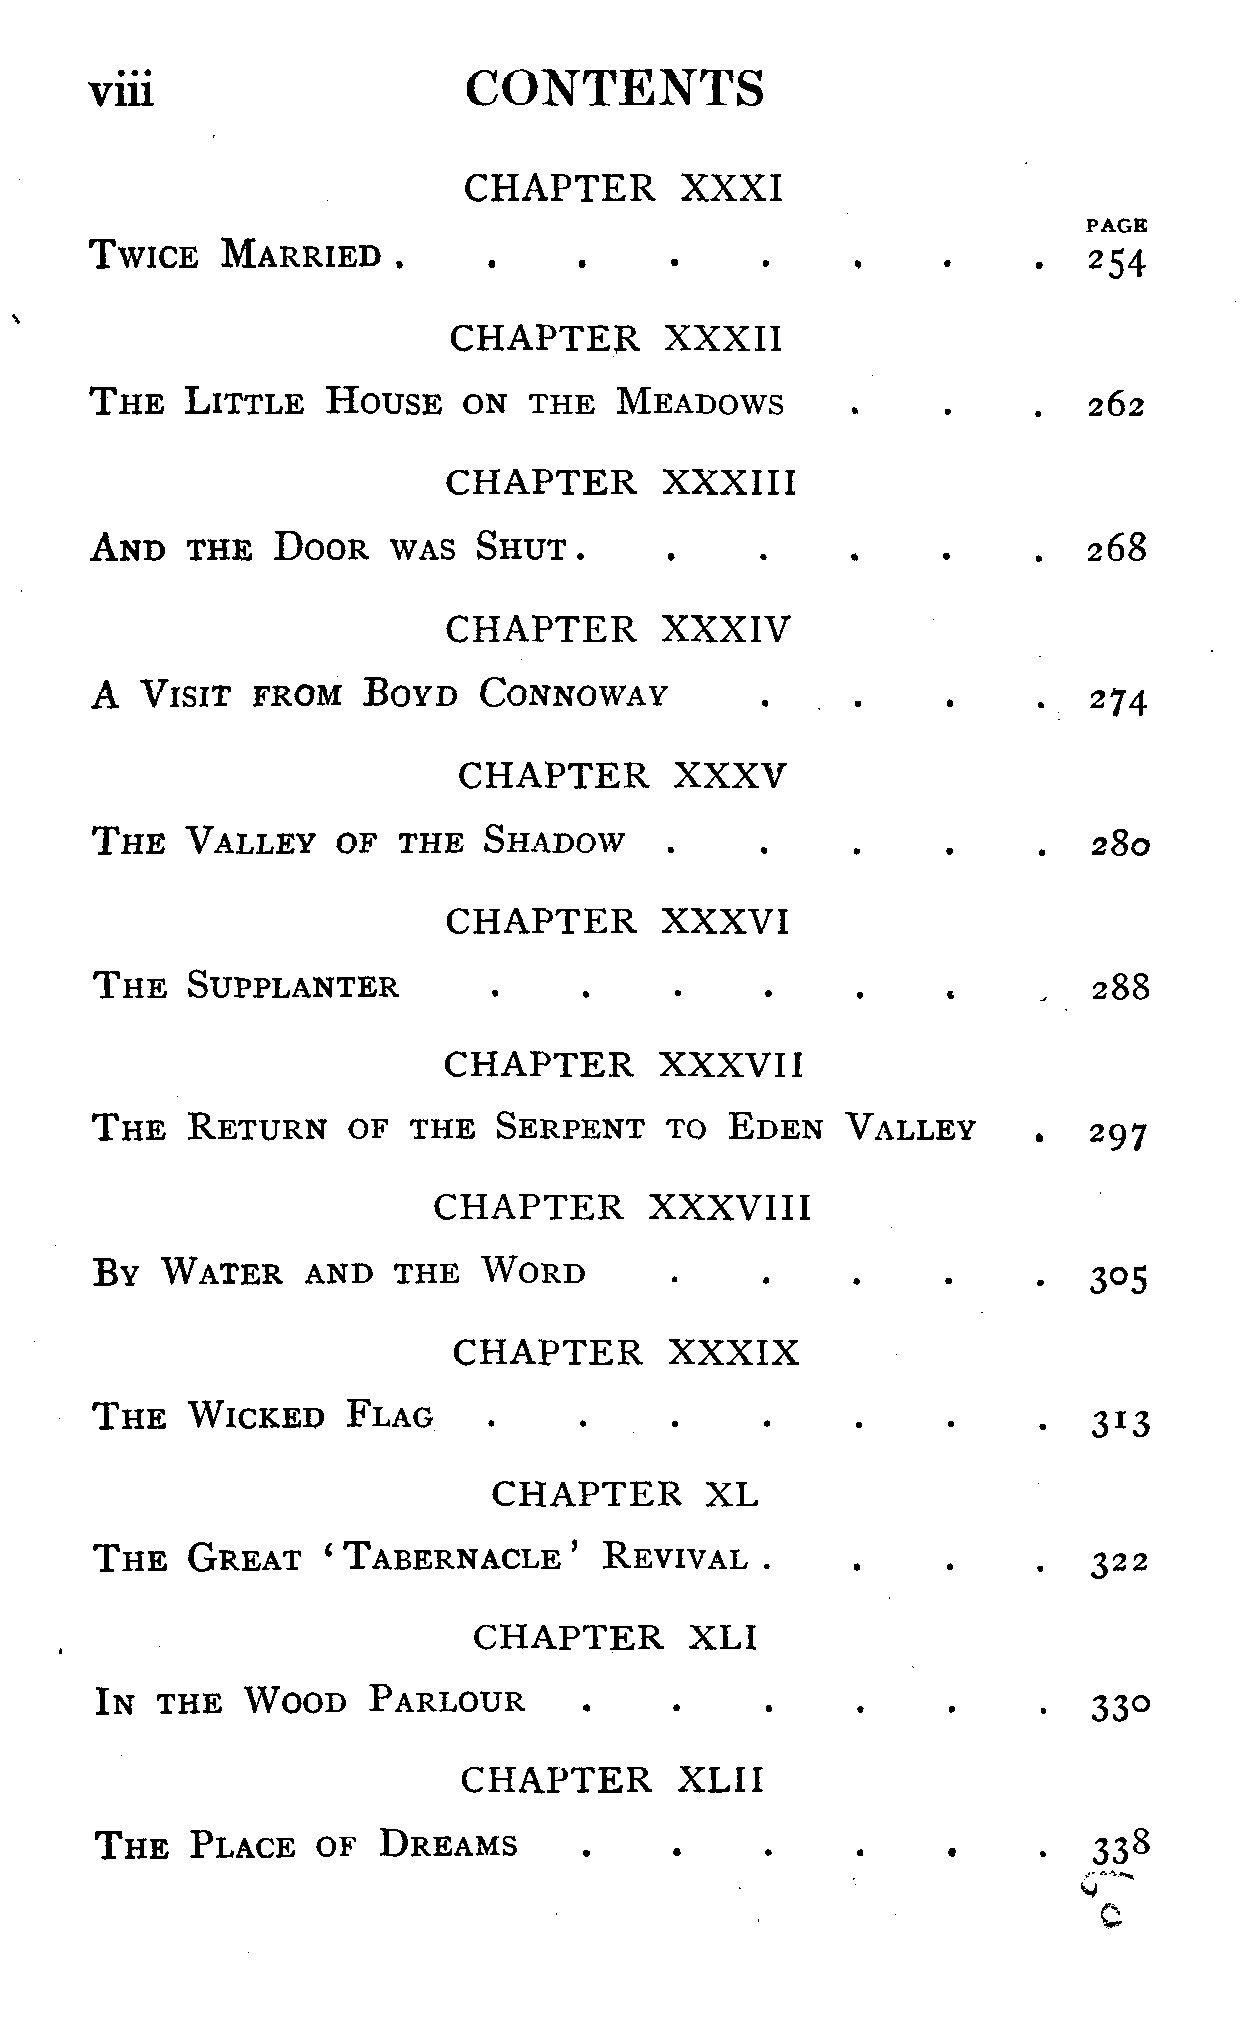 viii CONTENTS
CHAPTER XXXI
PAGE
TWICE MARRIED . . . . . . . . 254
CHAPTER XXXII
THE LITTLE HOUSE ON THE MEADOWS . . . 262
CHAPTER XXXIII
AND THE DOOR WAS SHUT . . . . . . 268
CHAPTER XXXIV
A VISIT FROM BOYD CONNOWAY . . . . 274
CHAPTER XXXV
THE VALLEY OF THE SHADOW . . . . . 280
CHAPTER XXXVI
THE SUPPLANTER . . . . . . . 288
CHAPTER XXXVII
THE RETURN OF THE SERPENT TO EDEN VALLEY . 297
CHAPTER XXXVIII
BY WATER AND THE WORD . . . . . 305
CHAPTER XXXIX
THE WICKED FLAG . . . . . . . 313
CHAPTER XL
THE GREAT ‘TABERNACLE’ REVIVAL . . . . 322
CHAPTER XLI
IN THE WOOD PARLOUR . . . . . . 330
CHAPTER XLII
THE PLACE OF DREAMS . . . . . . 338